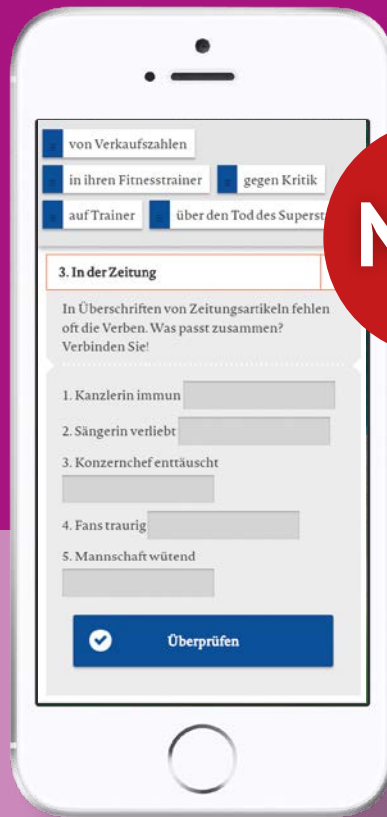 von Verkaufszahlen
in ihren Fitnesstrainer gegen Kritik
auf Trainer über den Tod des Superst
3. In der Zeitung
In Überschriften von Zeitungsartikeln fehlen
oft die Verben. Was passt zusammen?
Verbinden Sie!
1. Kanzlerin immun
2. Sängerin verliebt
3. Konzernchef enttäuscht
4. Fans traurig
5. Mannschaft wütend
Überprüfen